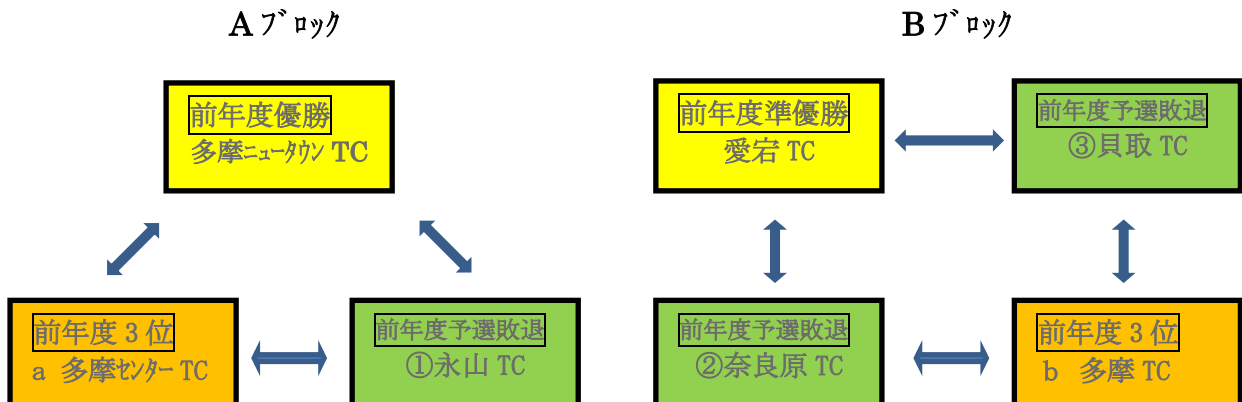 Aﾌﾞﾛｯｸ
前年度優勝
多摩ﾆｭｰﾀｳﾝ TC
前年度３位
a 多摩ｾﾝﾀｰ TC
前年度予選敗退
①永山 TC
Bﾌﾞﾛｯｸ
前年度準優勝
愛宕 TC
前年度予選敗退
③貝取 TC
前年度予選敗退
②奈良原 TC
前年度３位
b 多摩 TC